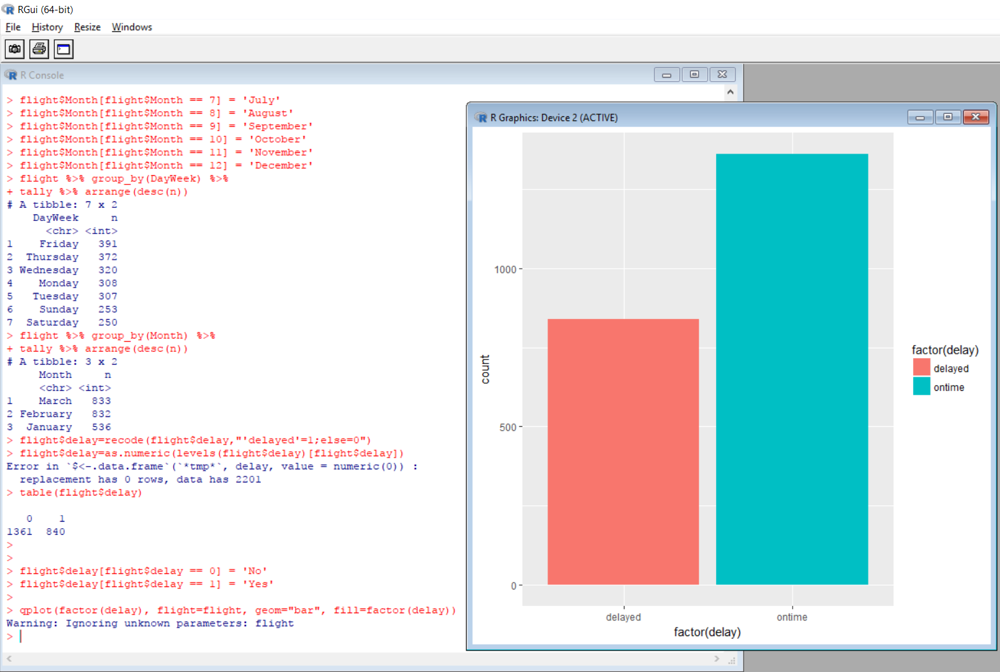 RGui (64-bit)
File History Resize Windows
R Console
> flight$Month[flight$Month == 7] = 'July'
> flight$Month[flight$Month == 8] = 'August'
> flight$Month[flight$Month == 9] = 'September'
> flight$Month[flight$Month == 10] = 'October'
> flight$Month[flight$Month == 11] = 'November'
> flight$Month[flight$Month == 12] = 'December'
> flight %>% group_by(DayWeek) %>%
+ tally %>% arrange(desc(n))
# A tibble: 7 x 2
DayWeek n
<chr> <int>
1 Friday 391
2 Thursday 372
3 Wednesday 320
4 Monday 308
5 Tuesday 307
6 Sunday 253
7 Saturday 250
> flight %>% group_by(Month) %>%
+ tally %>% arrange(desc(n))
# A tibble: 3 x 2
Month n
<chr> <int>
1 March 833
2 February 832
3 January 536
> flight$delay=recode(flight$delay,"'delayed'=1;else=0")
> flight$delay=as.numeric(levels(flight$delay)[flight$delay])
Error in `$<-.data.frame`(`*tmp*`, delay, value = numeric(0)) :
replacement has 0 rows, data has 2201
> table(flight$delay)
0 1
1361 840
>
>
> flight$delay[flight$delay == 0] = 'No'
> flight$delay[flight$delay == 1] = 'Yes'
>
> qplot(factor(delay), flight=flight, geom="bar", fill=factor(delay))
Warning: Ignoring unknown parameters: flight
>
R Graphics: Device 2 (ACTIVE)
1000
500
0
count
delayed ontime
factor(delay)
factor(delay)
delayed
ontime